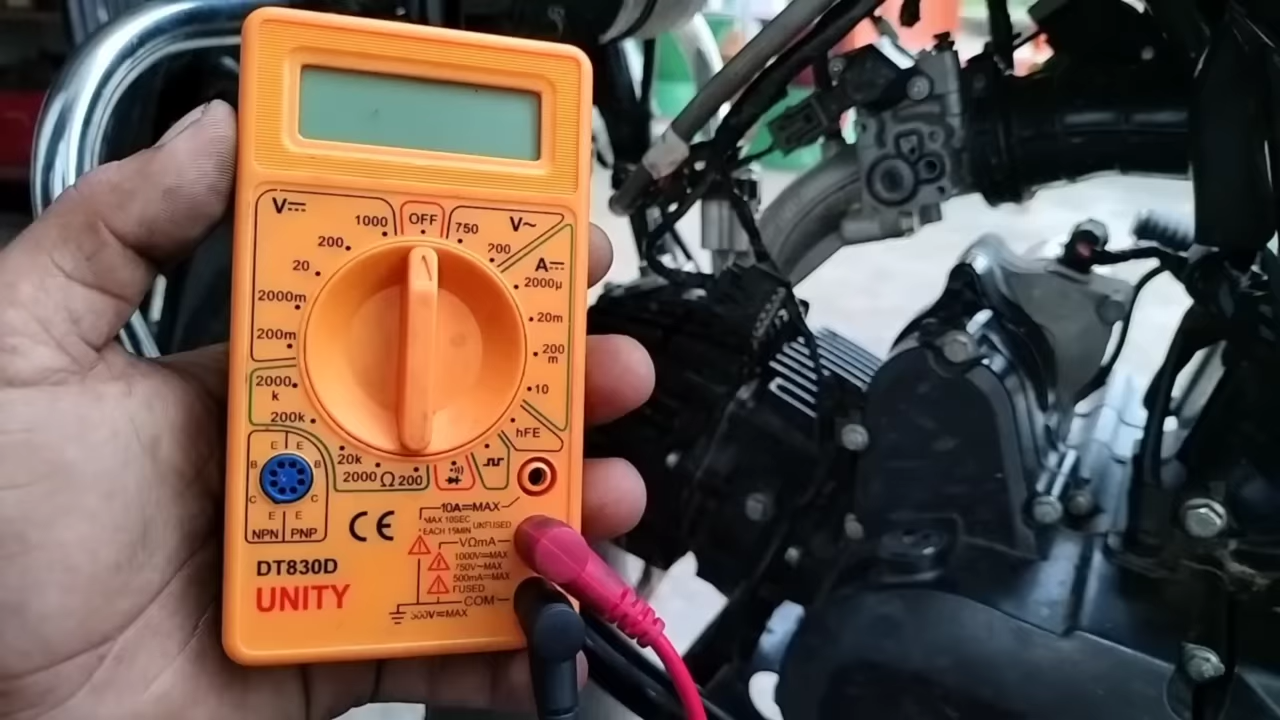 V⎓
1000
OFF
750
V~
200
200
20
2000m
200m
A⎓
2000µ
20m
200
m
10
hFE
2000
k
200k
20k
2000
Ω
200
E E
B B
C C
E E
NPN PNP
CE
10A⎓MAX
MAX 10SEC
EACH 15MIN
UNFUSED
VΩmA
1000V⎓MAX
750V~MAX
500mA⎓MAX
FUSED
COM
500V⎓MAX
DT830D
UNITY